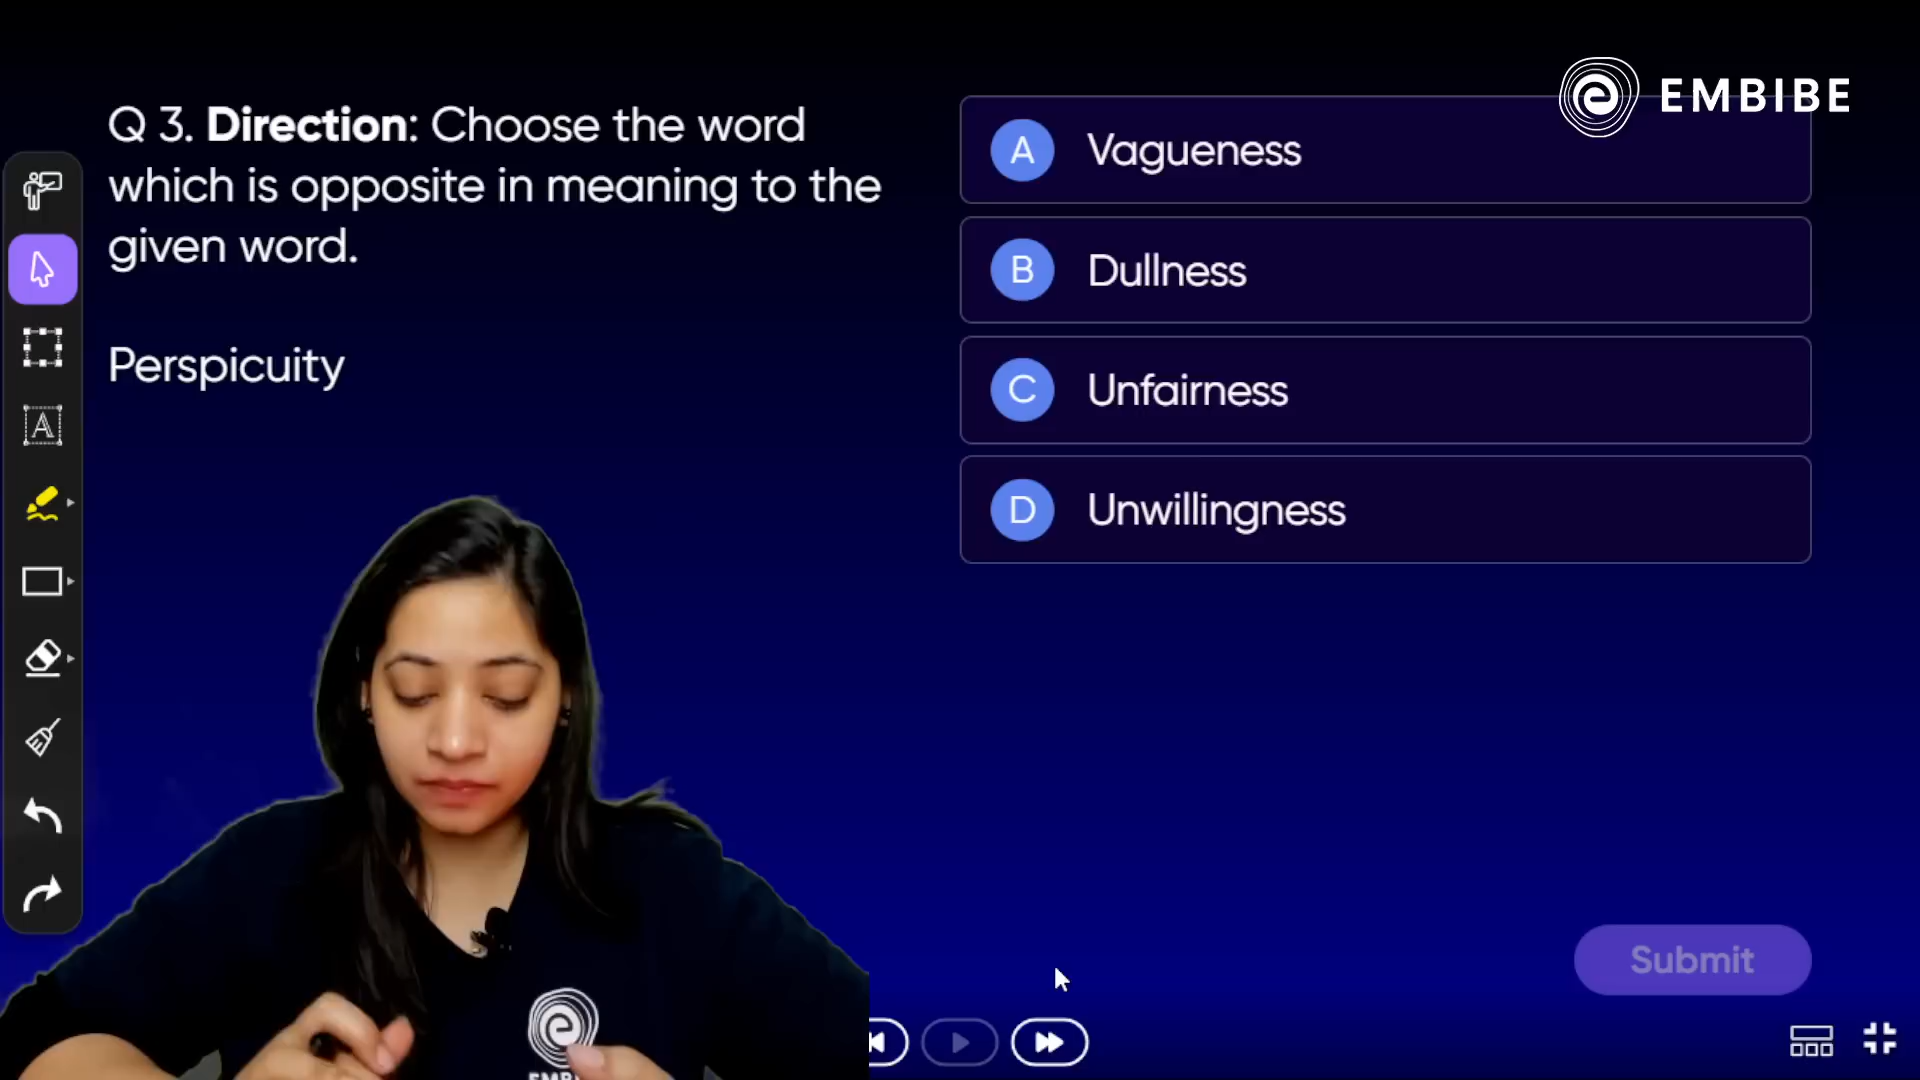 EMBIBE
Q 3. Direction: Choose the word
which is opposite in meaning to the
given word.
Perspicuity
A Vagueness
B Dullness
C Unfairness
D Unwillingness
Submit